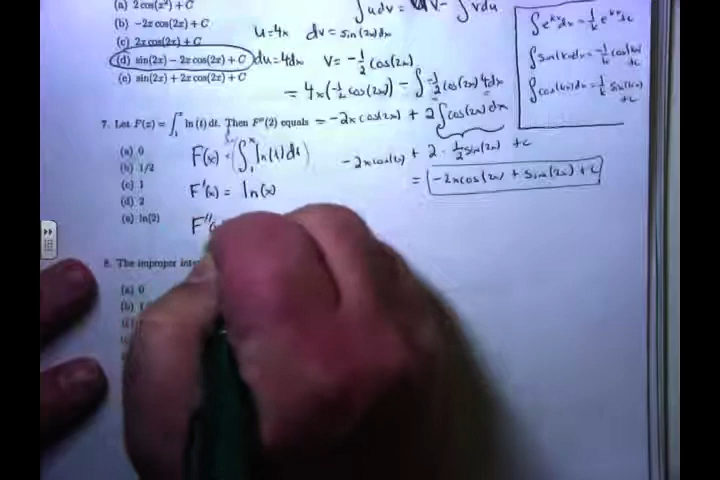 (a) 2cos(x²) + C
∫udv = uv - ∫vdu
(b) -2x cos(2x) + C
u = 4x dv = sin(2x)dx
(c) 2x cos(2x) + C
(d) sin(2x) - 2x cos(2x) + C
du = 4dx v = -1/2 cos(2x)
(e) sin(2x) + 2x cos(2x) + C
= 4x(-1/2 cos(2x)) - ∫-1/2 cos(2x) 4dx
7. Let F(x) = ∫₁ˣ ln(t) dt. Then F''(2) equals
= -2x cos(2x) + 2∫cos(2x)dx
(a) 0
(b) 1/2
(c) 1
(d) 2
(e) ln(2)
F(x) = (∫₁ˣ ln(t)dt)
F'(x) = ln(x)
F''(
-2x cos(2x) + 2 · 1/2 sin(2x) + C
= -2x cos(2x) + sin(2x) + C
∫e^kx dx = 1/k e^kx + C
∫sin(kx)dx = -1/k cos(kx) + C
∫cos(kx)dx = 1/k sin(kx) + C
8. The improper inte
(a) 0
(b)